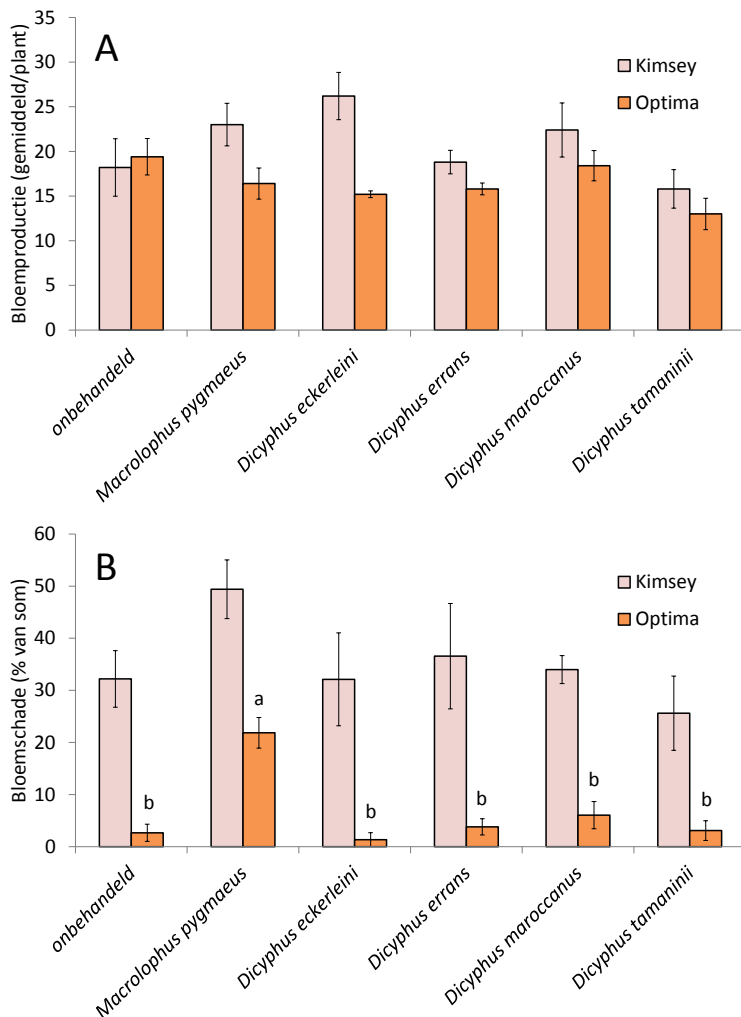 A
Bloemproductie (gemiddeld/plant)
35
30
25
20
15
10
5
0
Kimsey
Optima
onbehandeld
Macrolophus pygmaeus
Dicyphus eckerleini
Dicyphus errans
Dicyphus maroccanus
Dicyphus tamaninii
B
Bloemschade (% van som)
60
50
40
30
20
10
0
Kimsey
Optima
b
a
b
b
b
b
onbehandeld
Macrolophus pygmaeus
Dicyphus eckerleini
Dicyphus errans
Dicyphus maroccanus
Dicyphus tamaninii